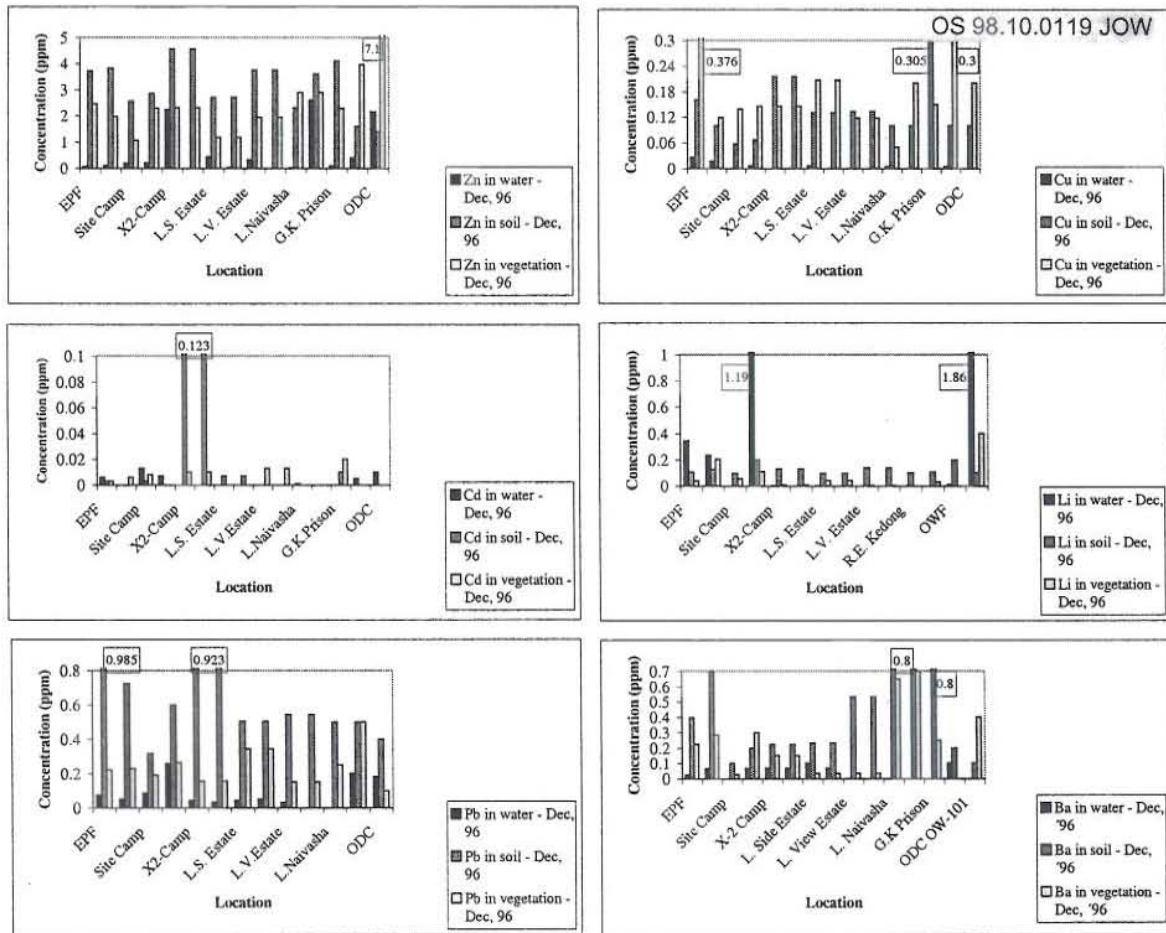 OS 98.10.0119 JOW
Concentration (ppm)
5
4
3
2
1
0
7.1
EPF
Site Camp
X2-Camp
L.S. Estate
L. V. Estate
L.Naivasha
G.K. Prison
ODC
Location
Zn in water -
Dec, 96
Zn in soil - Dec,
96
Zn in vegetation -
Dec, 96
Concentration (ppm)
0.3
0.24
0.18
0.12
0.06
0
0.376
0.305
0.3
EPF
Site Camp
X2-Camp
L.S. Estate
L. V. Estate
L.Naivasha
G.K. Prison
ODC
Location
Cu in water -
Dec, 96
Cu in soil - Dec,
96
Cu in vegetation -
Dec, 96
Concentration (ppm)
0.1
0.08
0.06
0.04
0.02
0
0.123
EPF
Site Camp
X2-Camp
L.S. Estate
L.V. Estate
L.Naivasha
G.K.Prison
ODC
Location
Cd in water -
Dec, 96
Cd in soil - Dec,
96
Cd in vegetation -
Dec, 96
Concentration (ppm)
1
0.8
0.6
0.4
0.2
0
1.19
1.86
EPF
Site Camp
X2-Camp
L.S. Estate
L.V. Estate
R.E. Kedong
OWF
Location
Li in water - Dec,
96
Li in soil - Dec,
96
Li in vegetation -
Dec, 96
Concentration (ppm)
0.8
0.6
0.4
0.2
0
0.985
0.923
EPF
Site Camp
X2-Camp
L.S. Estate
L.V.Estate
L.Naivasha
ODC
Location
Pb in water - Dec,
96
Pb in soil - Dec,
96
Pb in vegetation -
Dec, 96
Concentration (ppm)
0.7
0.6
0.5
0.4
0.3
0.2
0.1
0
0.8
0.8
EPF
Site Camp
X-2 Camp
L. Side Estate
L. View Estate
L. Naivasha
G.K Prison
ODC OW-101
Location
Ba in water - Dec,
'96
Ba in soil - Dec,
'96
Ba in vegetation -
Dec, '96